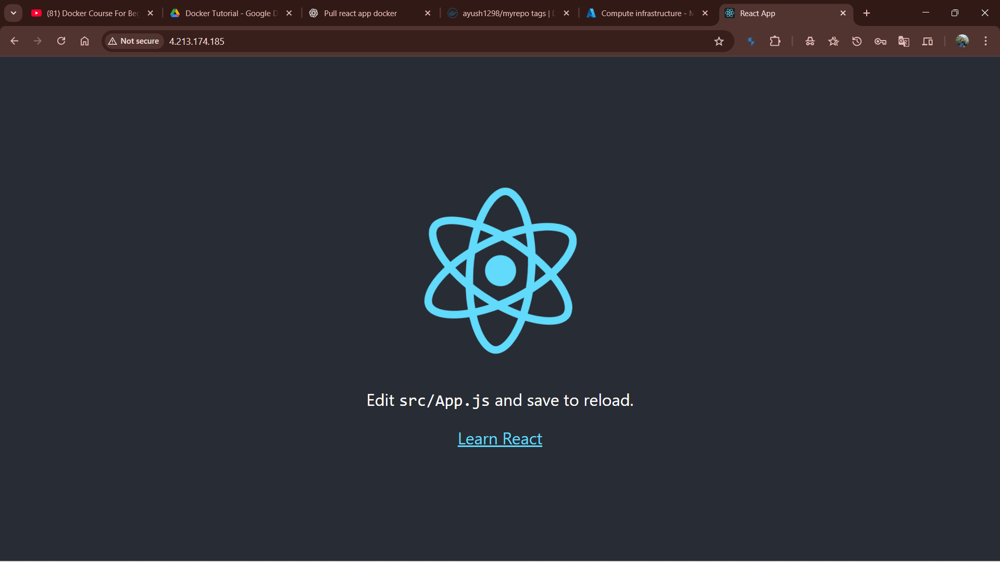 (81) Docker Course For Beg
Docker Tutorial - Google D
Pull react app docker
ayush1298/myrepo tags | D
Compute infrastructure - M
React App
Not secure
4.213.174.185
Edit src/App.js and save to reload.
Learn React